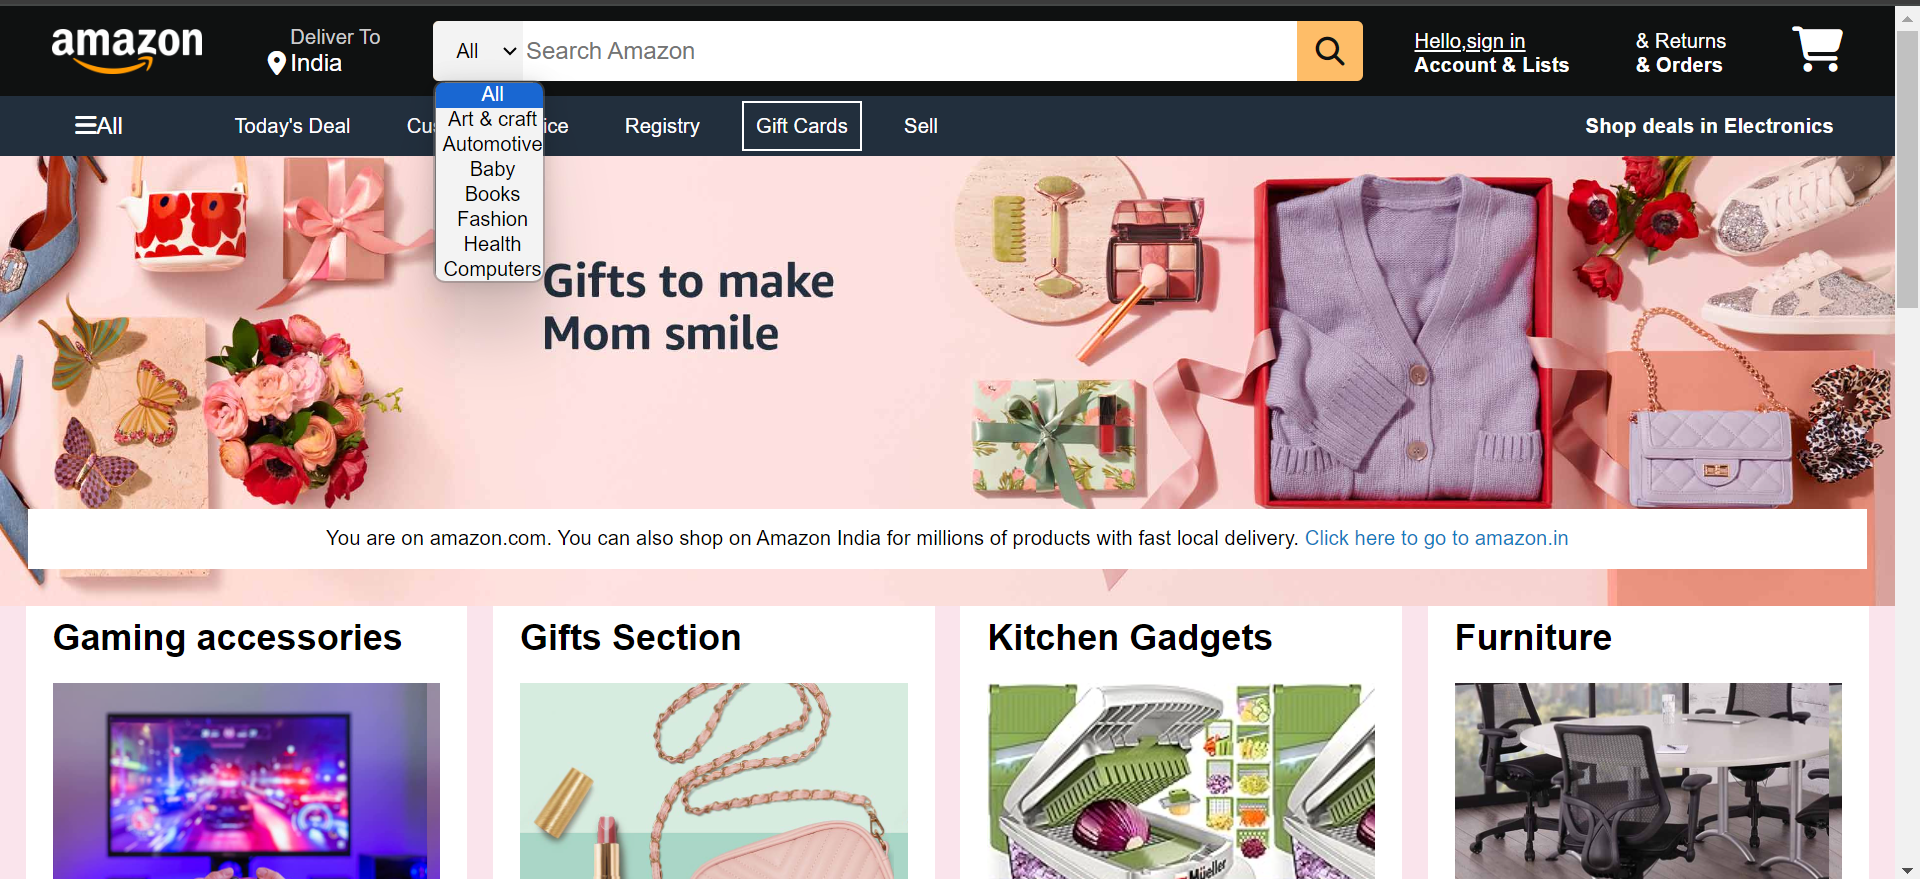 amazon
Deliver To
India
All
Search Amazon
Hello,sign in
Account & Lists
& Returns
& Orders
All
Today's Deal
Registry
Gift Cards
Sell
Shop deals in Electronics
All
Art & craft
Automotive
Baby
Books
Fashion
Health
Computers
Gifts to make
Mom smile
You are on amazon.com. You can also shop on Amazon India for millions of products with fast local delivery. Click here to go to amazon.in
Gaming accessories
Gifts Section
Kitchen Gadgets
Furniture
Müeller